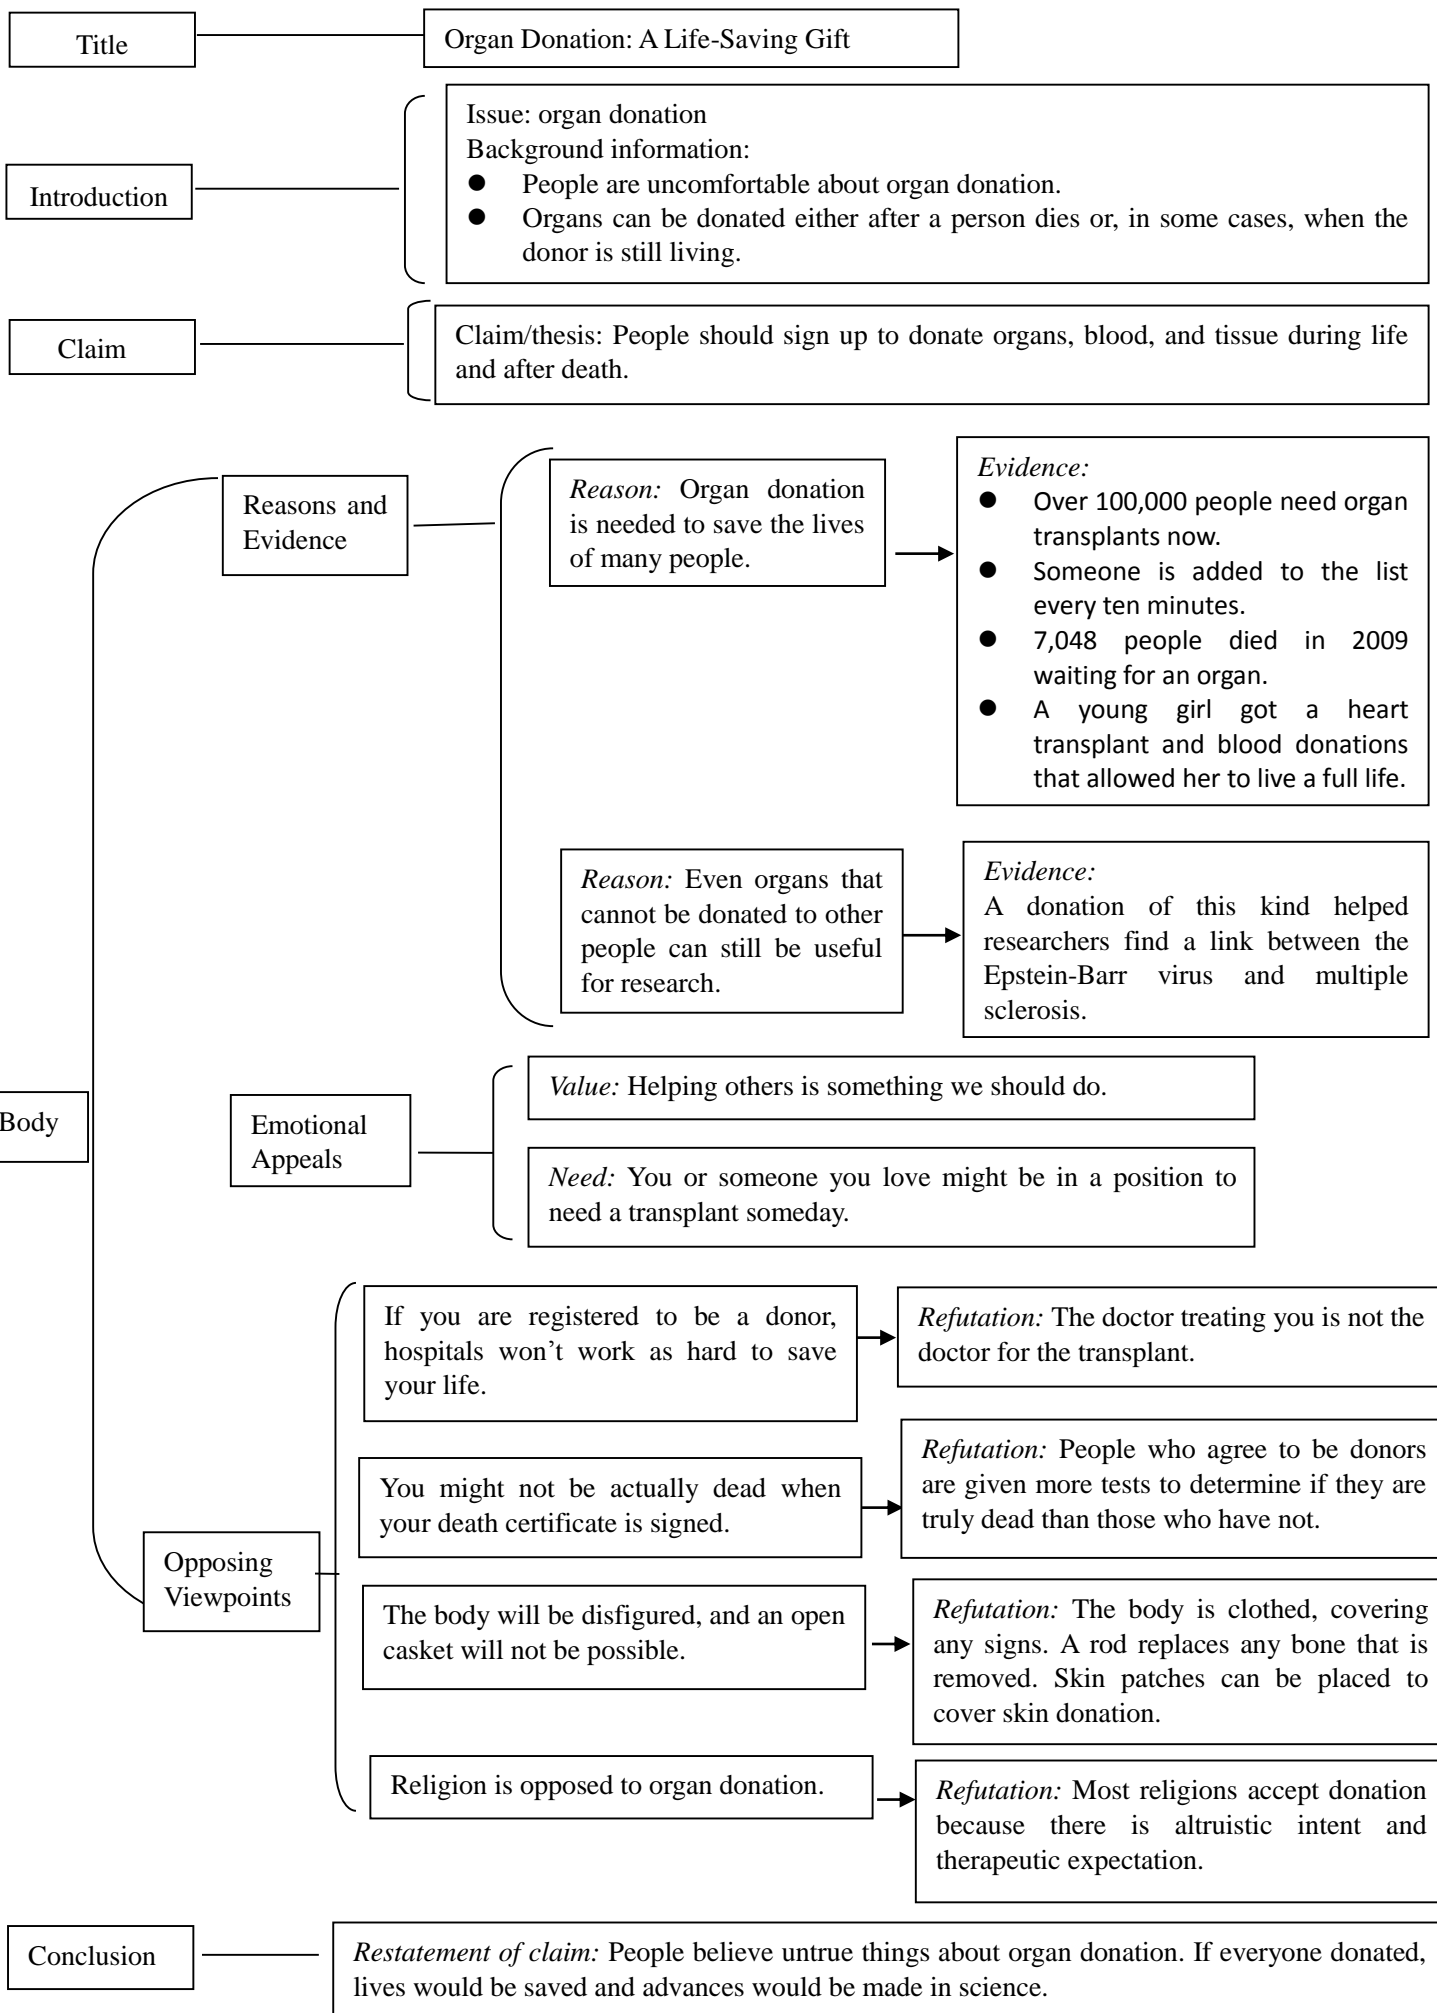 Title
Organ Donation: A Life-Saving Gift
Introduction
Issue: organ donation
Background information:
● People are uncomfortable about organ donation.
● Organs can be donated either after a person dies or, in some cases, when the
donor is still living.
Claim
Claim/thesis: People should sign up to donate organs, blood, and tissue during life
and after death.
Body
Reasons and
Evidence
Reason: Organ donation
is needed to save the lives
of many people.
Evidence:
● Over 100,000 people need organ
transplants now.
● Someone is added to the list
every ten minutes.
● 7,048 people died in 2009
waiting for an organ.
● A young girl got a heart
transplant and blood donations
that allowed her to live a full life.
Reason: Even organs that
cannot be donated to other
people can still be useful
for research.
Evidence:
A donation of this kind helped
researchers find a link between the
Epstein-Barr virus and multiple
sclerosis.
Emotional
Appeals
Value: Helping others is something we should do.
Need: You or someone you love might be in a position to
need a transplant someday.
Opposing
Viewpoints
If you are registered to be a donor,
hospitals won’t work as hard to save
your life.
Refutation: The doctor treating you is not the
doctor for the transplant.
You might not be actually dead when
your death certificate is signed.
Refutation: People who agree to be donors
are given more tests to determine if they are
truly dead than those who have not.
The body will be disfigured, and an open
casket will not be possible.
Refutation: The body is clothed, covering
any signs. A rod replaces any bone that is
removed. Skin patches can be placed to
cover skin donation.
Religion is opposed to organ donation.
Refutation: Most religions accept donation
because there is altruistic intent and
therapeutic expectation.
Conclusion
Restatement of claim: People believe untrue things about organ donation. If everyone donated,
lives would be saved and advances would be made in science.